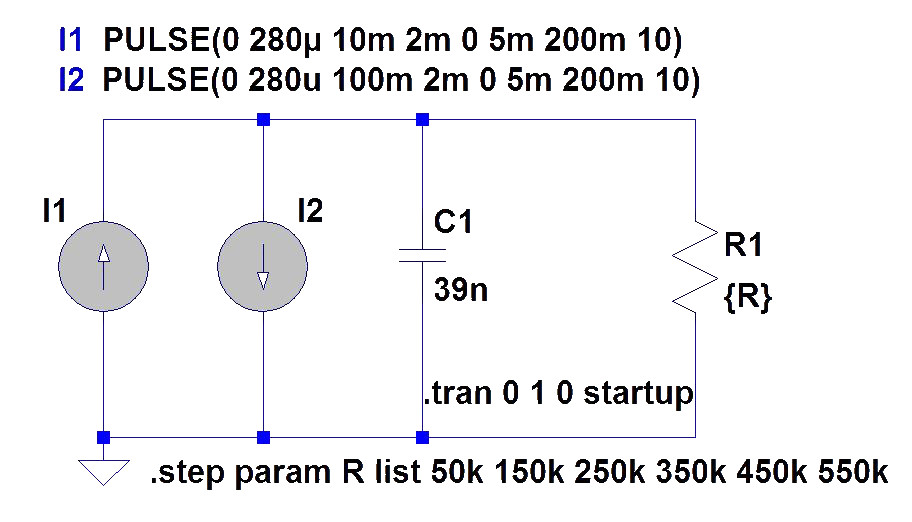 I1 PULSE(0 280µ 10m 2m 0 5m 200m 10)
I2 PULSE(0 280u 100m 2m 0 5m 200m 10)
I1
I2
C1
39n
R1
{R}
.tran 0 1 0 startup
.step param R list 50k 150k 250k 350k 450k 550k